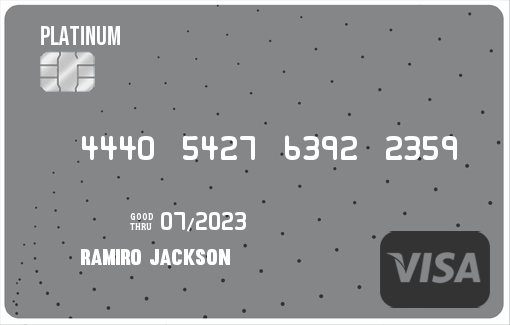 PLATINUM
4440 5427 6392 2359
GOOD THRU 07/2023
RAMIRO JACKSON
VISA